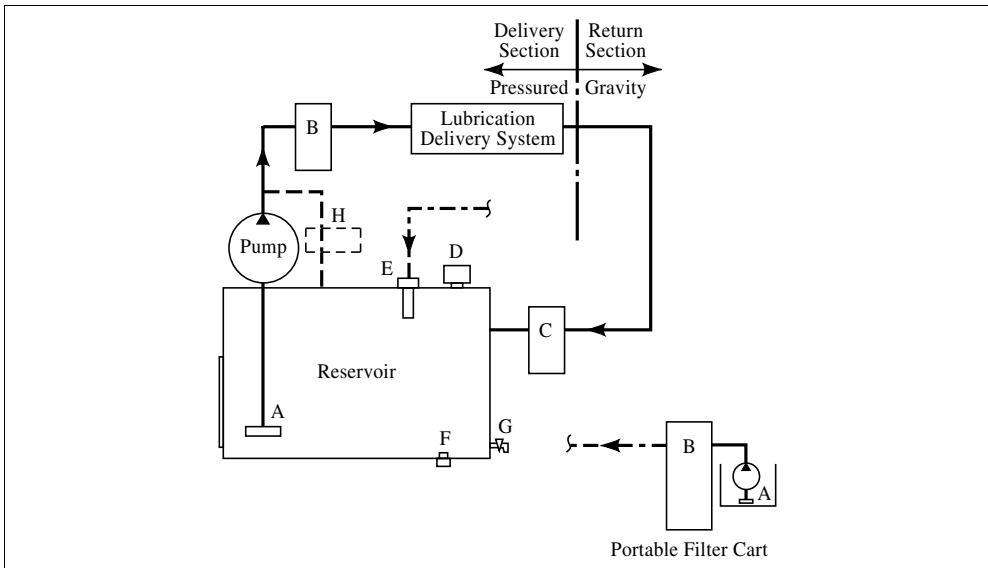 Delivery
Section
Return
Section
Pressured
Gravity
B
Lubrication
Delivery System
H
Pump
E
D
C
Reservoir
A
F
G
B
A
Portable Filter Cart